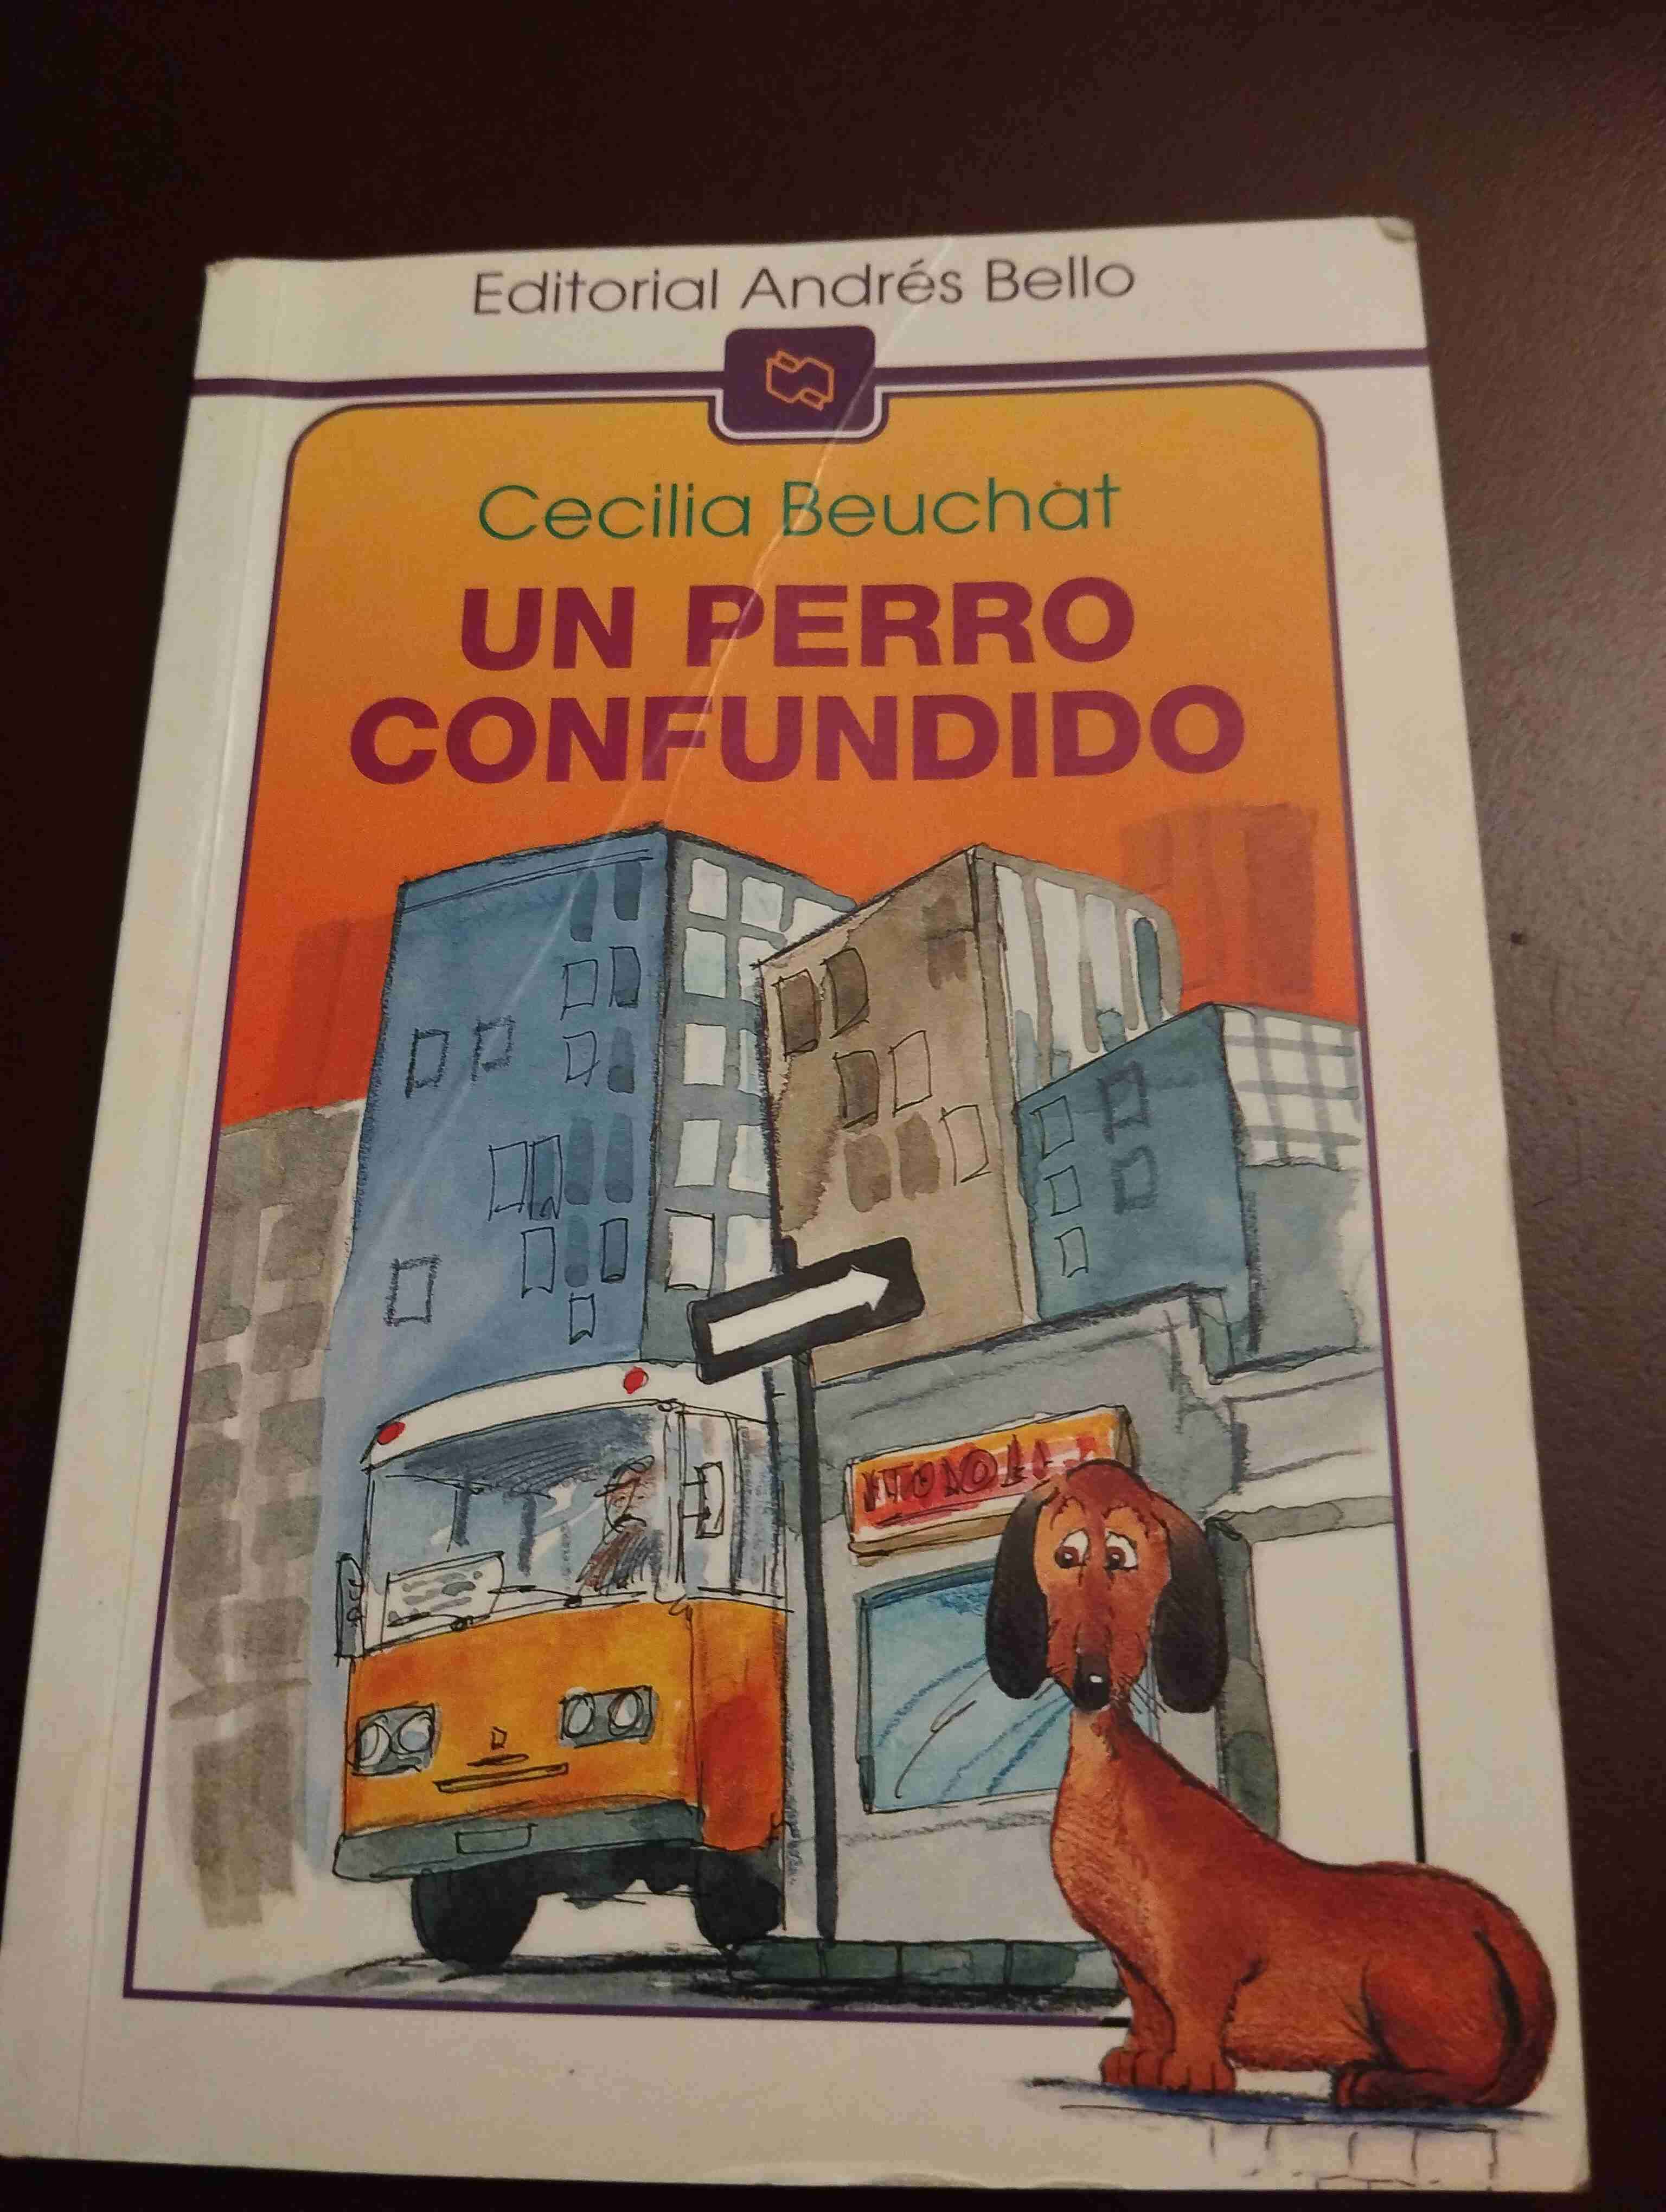 Editorial Andrés Bello
Cecilia Beuchat
UN PERRO
CONFUNDIDO